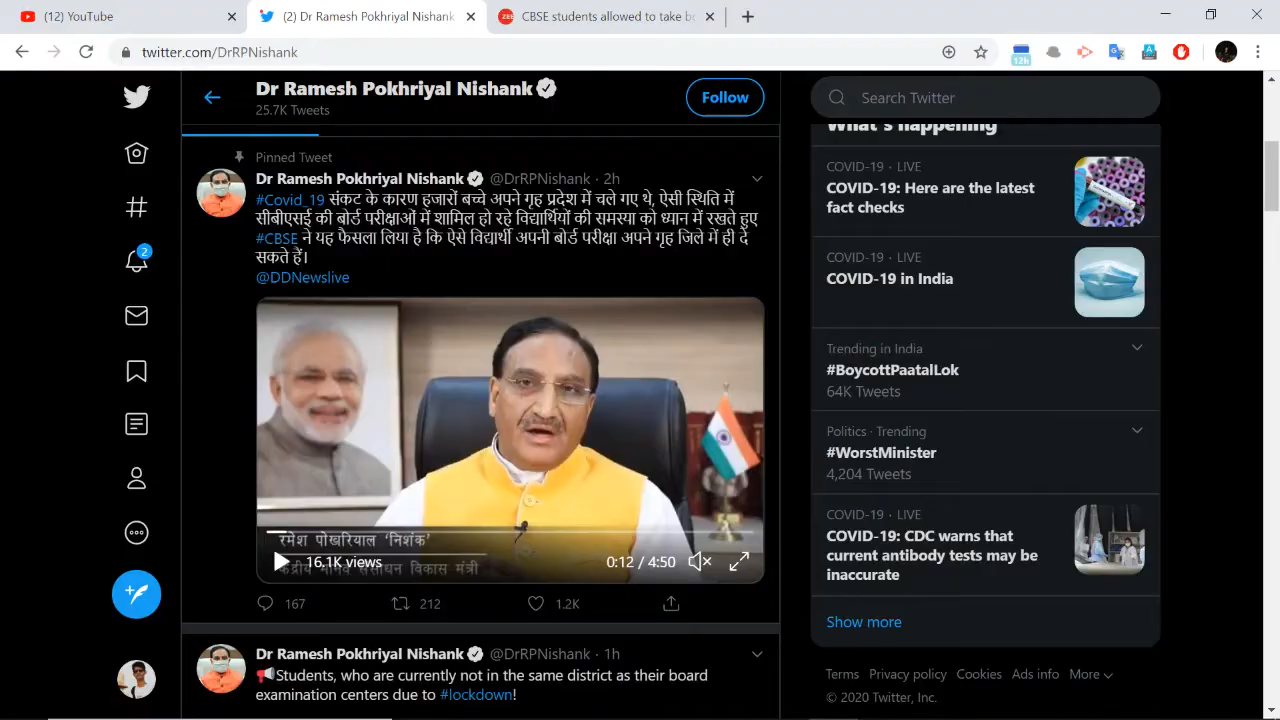 (12) YouTube
(2) Dr Ramesh Pokhriyal Nishank
CBSE students allowed to take bo
twitter.com/DrRPNishank
12h
Dr Ramesh Pokhriyal Nishank
25.7K Tweets
Follow
Search Twitter
Pinned Tweet
Dr Ramesh Pokhriyal Nishank @DrRPNishank · 2h
#Covid_19 संकट के कारण हजारों बच्चे अपने गृह प्रदेश में चले गए थे, ऐसी स्थिति में
सीबीएसई की बोर्ड परीक्षाओं में शामिल हो रहे विद्यार्थियों की समस्या को ध्यान में रखते हुए
#CBSE ने यह फैसला लिया है कि ऐसे विद्यार्थी अपनी बोर्ड परीक्षा अपने गृह जिले में ही दे
सकते हैं।
@DDNewslive
रमेश पोखरियाल 'निशंक'
केंद्रीय मानव संसाधन विकास मंत्री
16.1K views
0:12 / 4:50
167
212
1.2K
Dr Ramesh Pokhriyal Nishank @DrRPNishank · 1h
Students, who are currently not in the same district as their board
examination centers due to #lockdown!
2
What's happening
COVID-19 · LIVE
COVID-19: Here are the latest
fact checks
COVID-19 · LIVE
COVID-19 in India
Trending in India
#BoycottPaatalLok
64K Tweets
Politics · Trending
#WorstMinister
4,204 Tweets
COVID-19 · LIVE
COVID-19: CDC warns that
current antibody tests may be
inaccurate
Show more
Terms Privacy policy Cookies Ads info More
© 2020 Twitter, Inc.